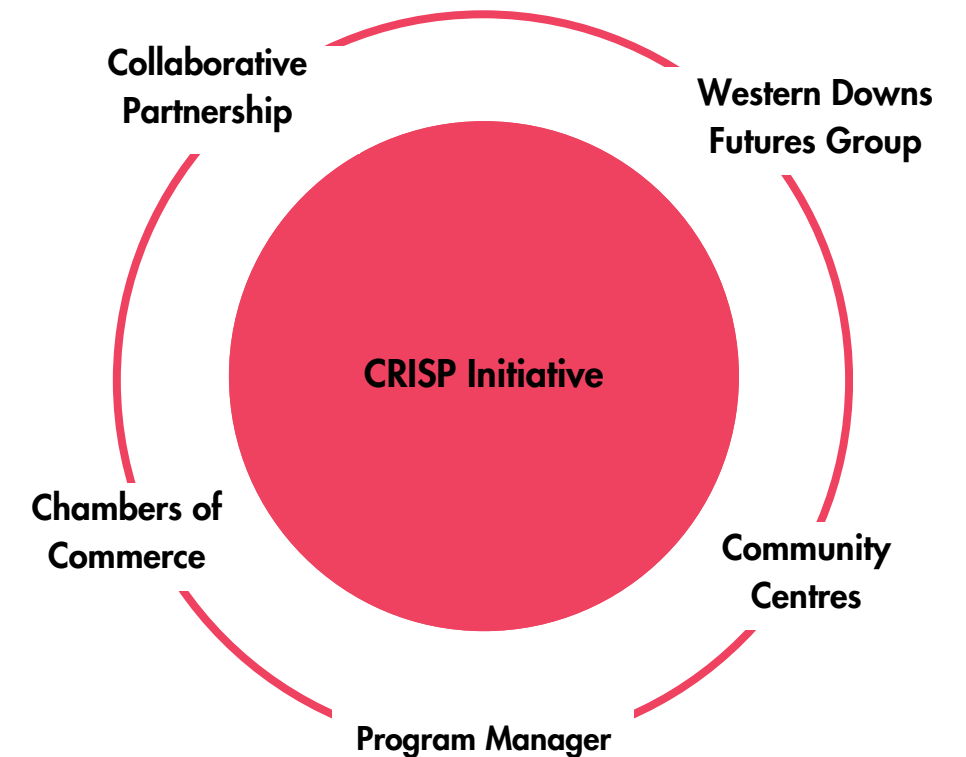 Collaborative
Partnership
Western Downs
Futures Group
CRISP Initiative
Chambers of
Commerce
Community
Centres
Program Manager